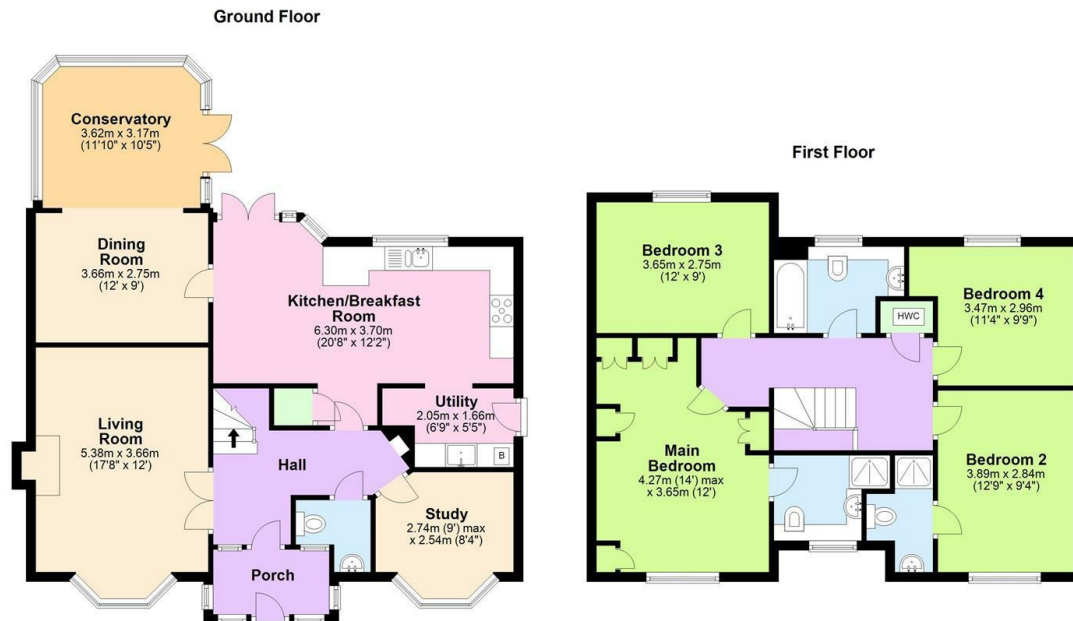 Ground Floor
Conservatory
3.62m x 3.17m
(11'10" x 10'5")
Dining
Room
3.66m x 2.75m
(12' x 9')
Kitchen/Breakfast
Room
6.30m x 3.70m
(20'8" x 12'2")
Utility
2.05m x 1.66m
(6'9" x 5'5")
B
Living
Room
5.38m x 3.66m
(17'8" x 12')
Hall
Study
2.74m (9') max
x 2.54m (8'4")
Porch
First Floor
Bedroom 3
3.65m x 2.75m
(12' x 9')
Bedroom 4
3.47m x 2.96m
(11'4" x 9'9")
HWC
Main
Bedroom
4.27m (14') max
x 3.65m (12')
Bedroom 2
3.89m x 2.84m
(12'9" x 9'4")